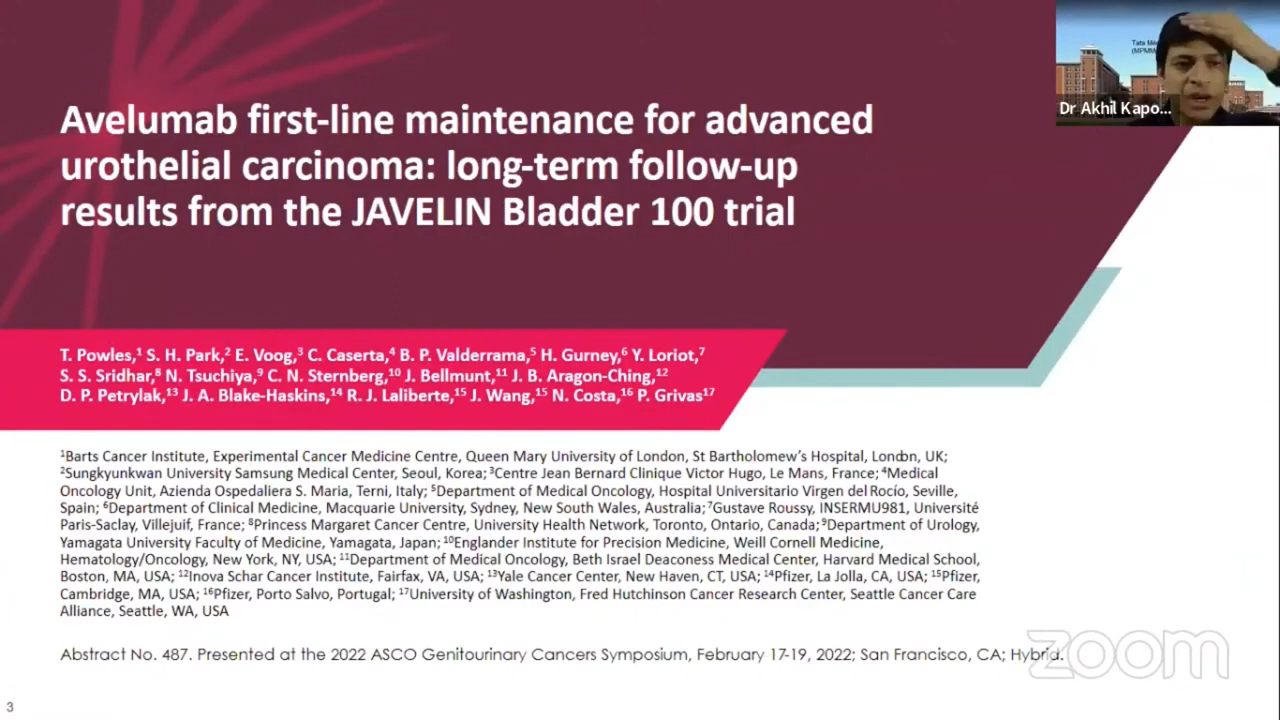 Avelumab first-line maintenance for advanced
urothelial carcinoma: long-term follow-up
results from the JAVELIN Bladder 100 trial
Tata Me
(MPMM
Dr Akhil Kapo...
T. Powles,¹ S. H. Park,² E. Voog,³ C. Caserta,⁴ B. P. Valderrama,⁵ H. Gurney,⁶ Y. Loriot,⁷
S. S. Sridhar,⁸ N. Tsuchiya,⁹ C. N. Sternberg,¹⁰ J. Bellmunt,¹¹ J. B. Aragon-Ching,¹²
D. P. Petrylak,¹³ J. A. Blake-Haskins,¹⁴ R. J. Laliberte,¹⁵ J. Wang,¹⁵ N. Costa,¹⁶ P. Grivas¹⁷
¹Barts Cancer Institute, Experimental Cancer Medicine Centre, Queen Mary University of London, St Bartholomew's Hospital, London, UK;
²Sungkyunkwan University Samsung Medical Center, Seoul, Korea; ³Centre Jean Bernard Clinique Victor Hugo, Le Mans, France; ⁴Medical
Oncology Unit, Azienda Ospedaliera S. Maria, Terni, Italy; ⁵Department of Medical Oncology, Hospital Universitario Virgen del Rocío, Seville,
Spain; ⁶Department of Clinical Medicine, Macquarie University, Sydney, New South Wales, Australia; ⁷Gustave Roussy, INSERMU981, Université
Paris-Saclay, Villejuif, France; ⁸Princess Margaret Cancer Centre, University Health Network, Toronto, Ontario, Canada; ⁹Department of Urology,
Yamagata University Faculty of Medicine, Yamagata, Japan; ¹⁰Englander Institute for Precision Medicine, Weill Cornell Medicine,
Hematology/Oncology, New York, NY, USA; ¹¹Department of Medical Oncology, Beth Israel Deaconess Medical Center, Harvard Medical School,
Boston, MA, USA; ¹²Inova Schar Cancer Institute, Fairfax, VA, USA; ¹³Yale Cancer Center, New Haven, CT, USA; ¹⁴Pfizer, La Jolla, CA, USA; ¹⁵Pfizer,
Cambridge, MA, USA; ¹⁶Pfizer, Porto Salvo, Portugal; ¹⁷University of Washington, Fred Hutchinson Cancer Research Center, Seattle Cancer Care
Alliance, Seattle, WA, USA
Abstract No. 487. Presented at the 2022 ASCO Genitourinary Cancers Symposium, February 17-19, 2022; San Francisco, CA; Hybrid.
zoom
3